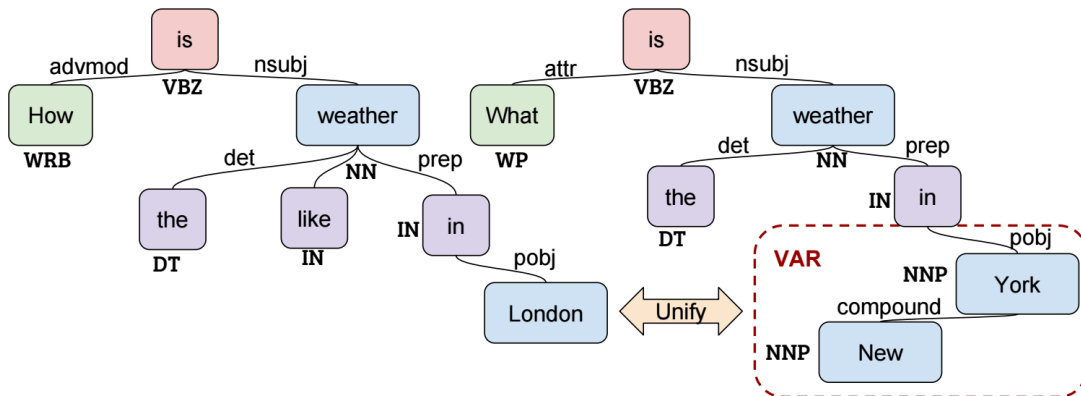 is
is
advmod
nsubj
attr
nsubj
VBZ
VBZ
How
weather
What
weather
WRB
NN
WP
NN
det
prep
det
prep
the
like
IN
in
the
IN
in
DT
IN
DT
pobj
pobj
VAR
NNP
York
London
Unify
compound
NNP
New